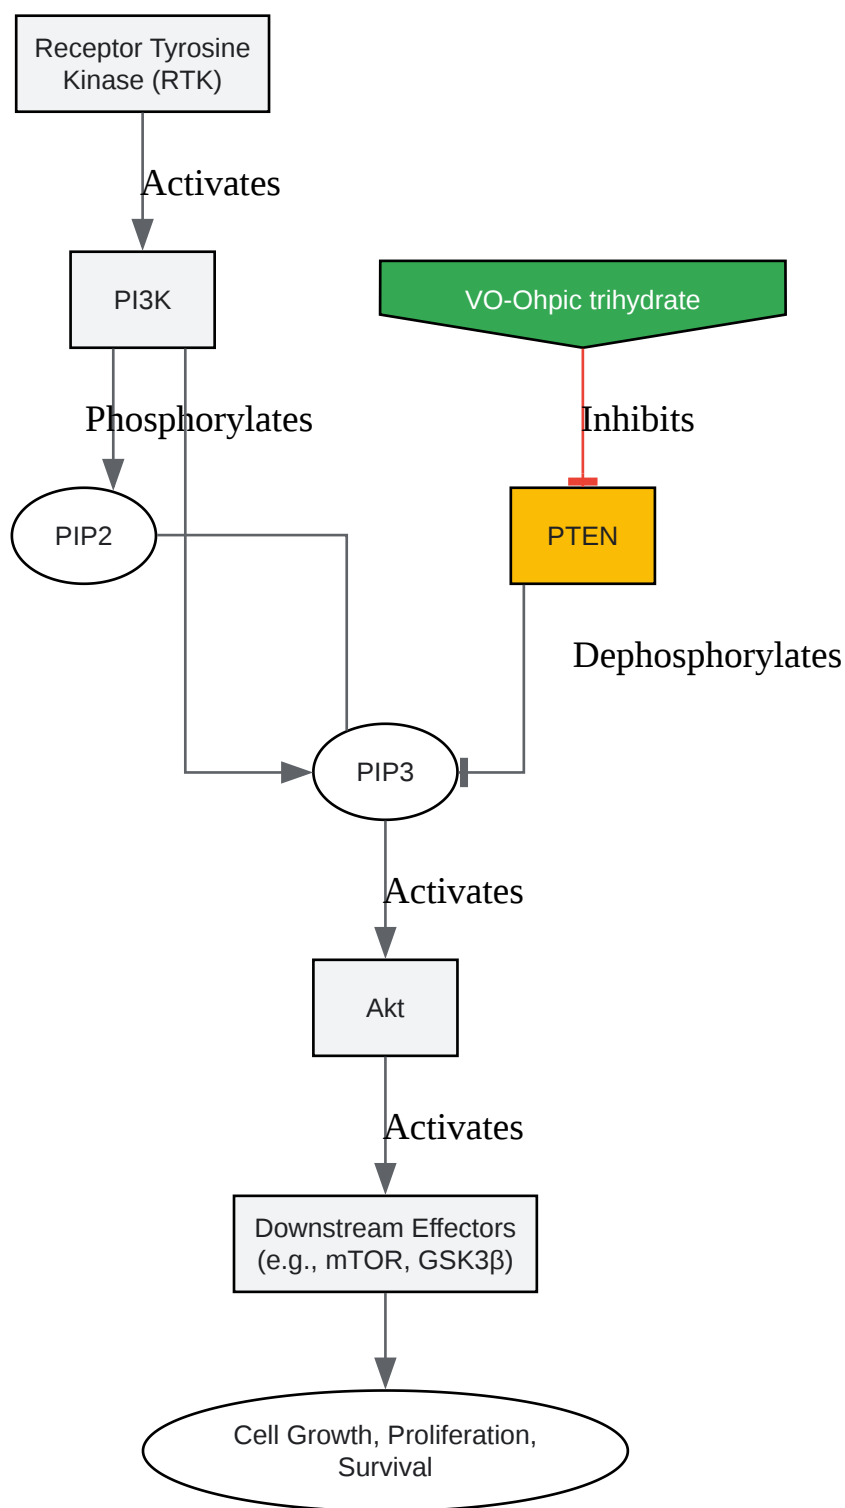 Receptor Tyrosine
Kinase (RTK)
Activates
PI3K
VO-Ohpic trihydrate
Phosphorylates
Inhibits
PIP2
PTEN
Dephosphorylates
PIP3
Activates
Akt
Activates
Downstream Effectors
(e.g., mTOR, GSK3β)
Cell Growth, Proliferation,
Survival